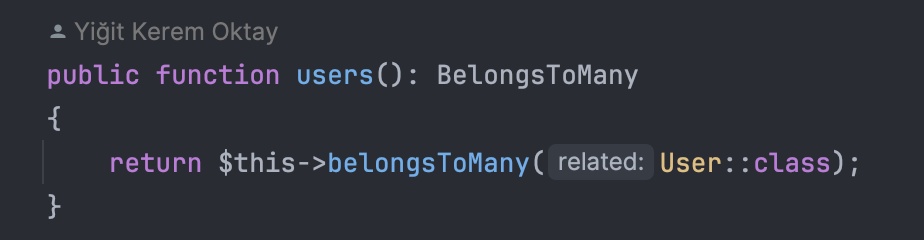 Yiğit Kerem Oktay
public function users(): BelongsToMany
{
return $this->belongsToMany( related: User::class);
}